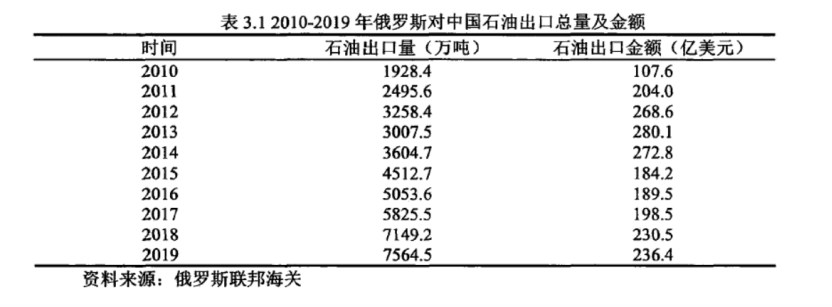 表 3.1 2010-2019 年俄罗斯对中国石油出口总量及金额
时间 石油出口量（万吨） 石油出口金额（亿美元）
2010 1928.4 107.6
2011 2495.6 204.0
2012 3258.4 268.6
2013 3007.5 280.1
2014 3604.7 272.8
2015 4512.7 184.2
2016 5053.6 189.5
2017 5825.5 198.5
2018 7149.2 230.5
2019 7564.5 236.4
资料来源：俄罗斯联邦海关